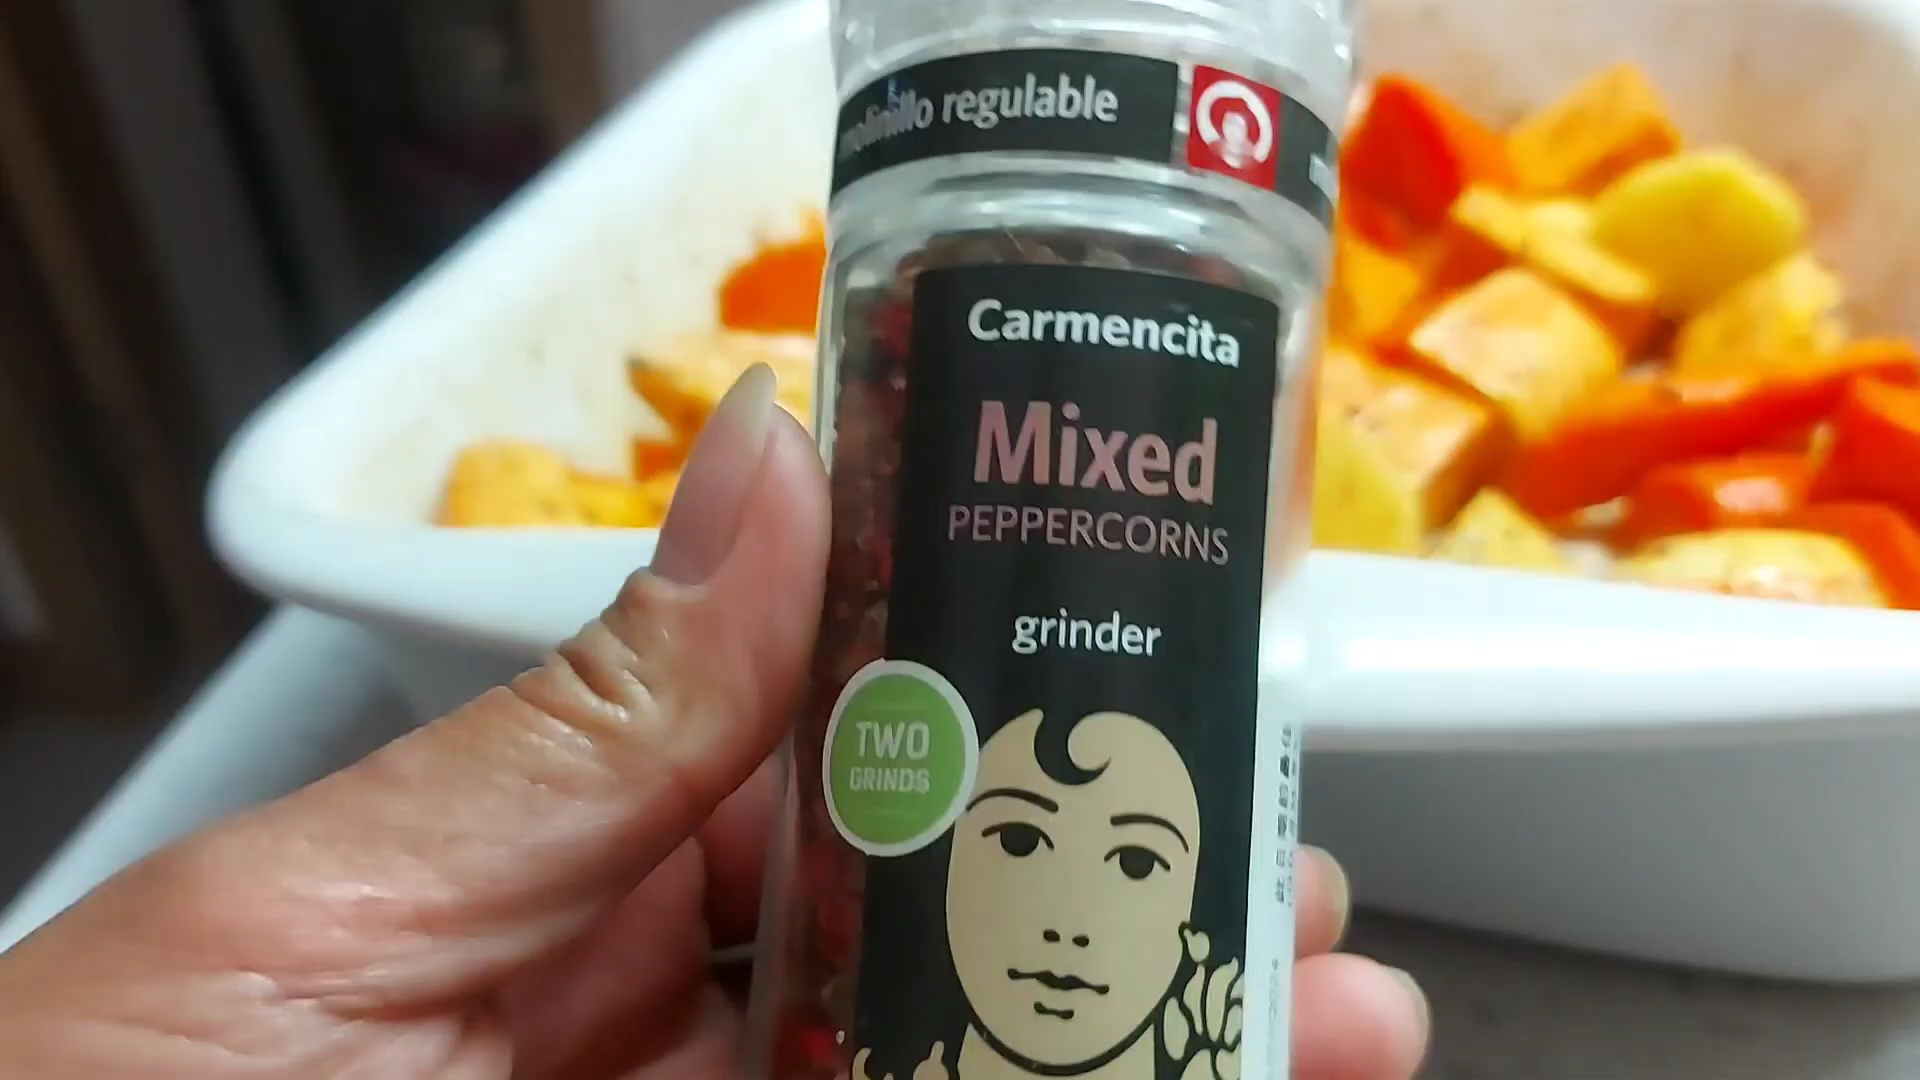 molinillo regulable
Carmencita
Mixed
PEPPERCORNS
grinder
TWO
GRINDS